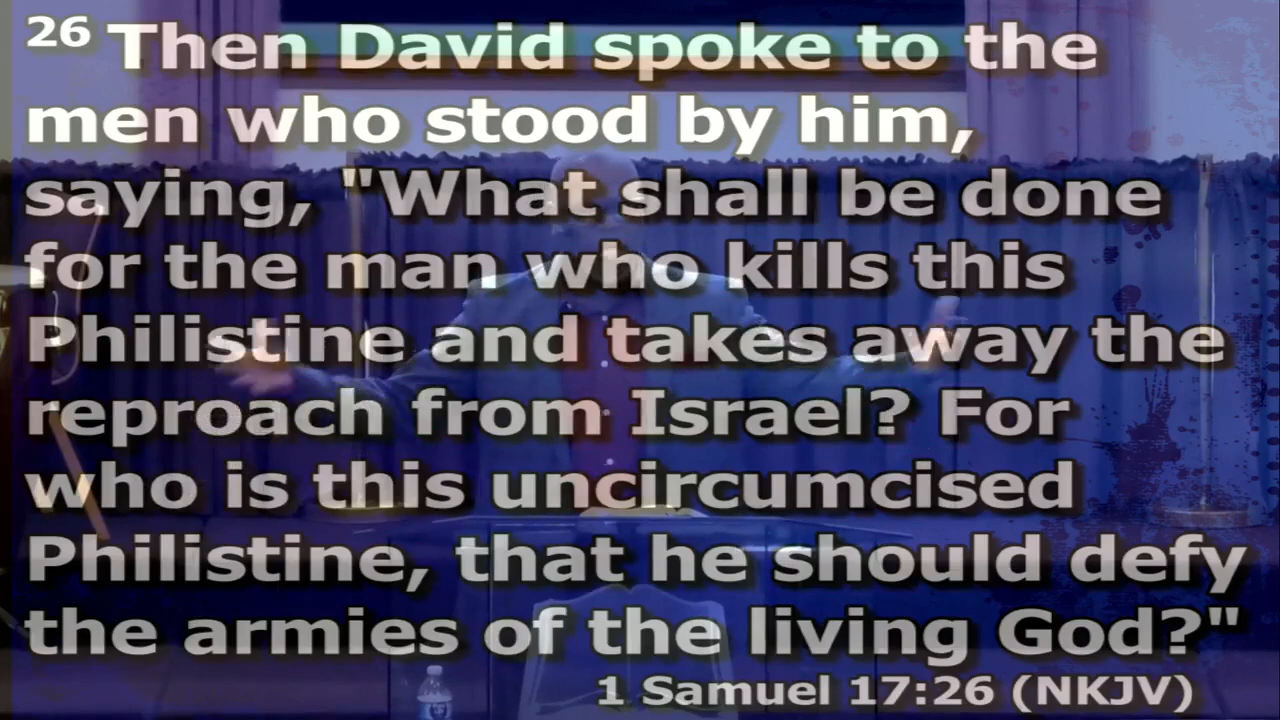 26 Then David spoke to the
men who stood by him,
saying, "What shall be done
for the man who kills this
Philistine and takes away the
reproach from Israel? For
who is this uncircumcised
Philistine, that he should defy
the armies of the living God?"
1 Samuel 17:26 (NKJV)